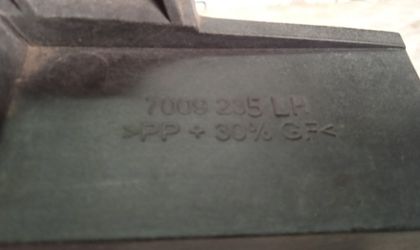 7009 235 LH
>PP + 30% GF<